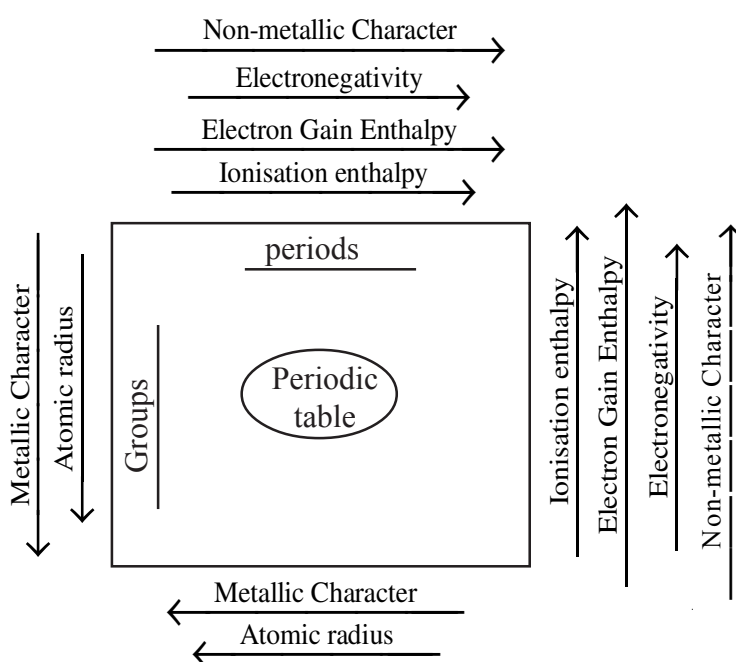 Non-metallic Character
Electronegativity
Electron Gain Enthalpy
Ionisation enthalpy
periods
Metallic Character
Atomic radius
Groups
Periodic
table
Ionisation enthalpy
Electron Gain Enthalpy
Electronegativity
Non-metallic Character
Metallic Character
Atomic radius